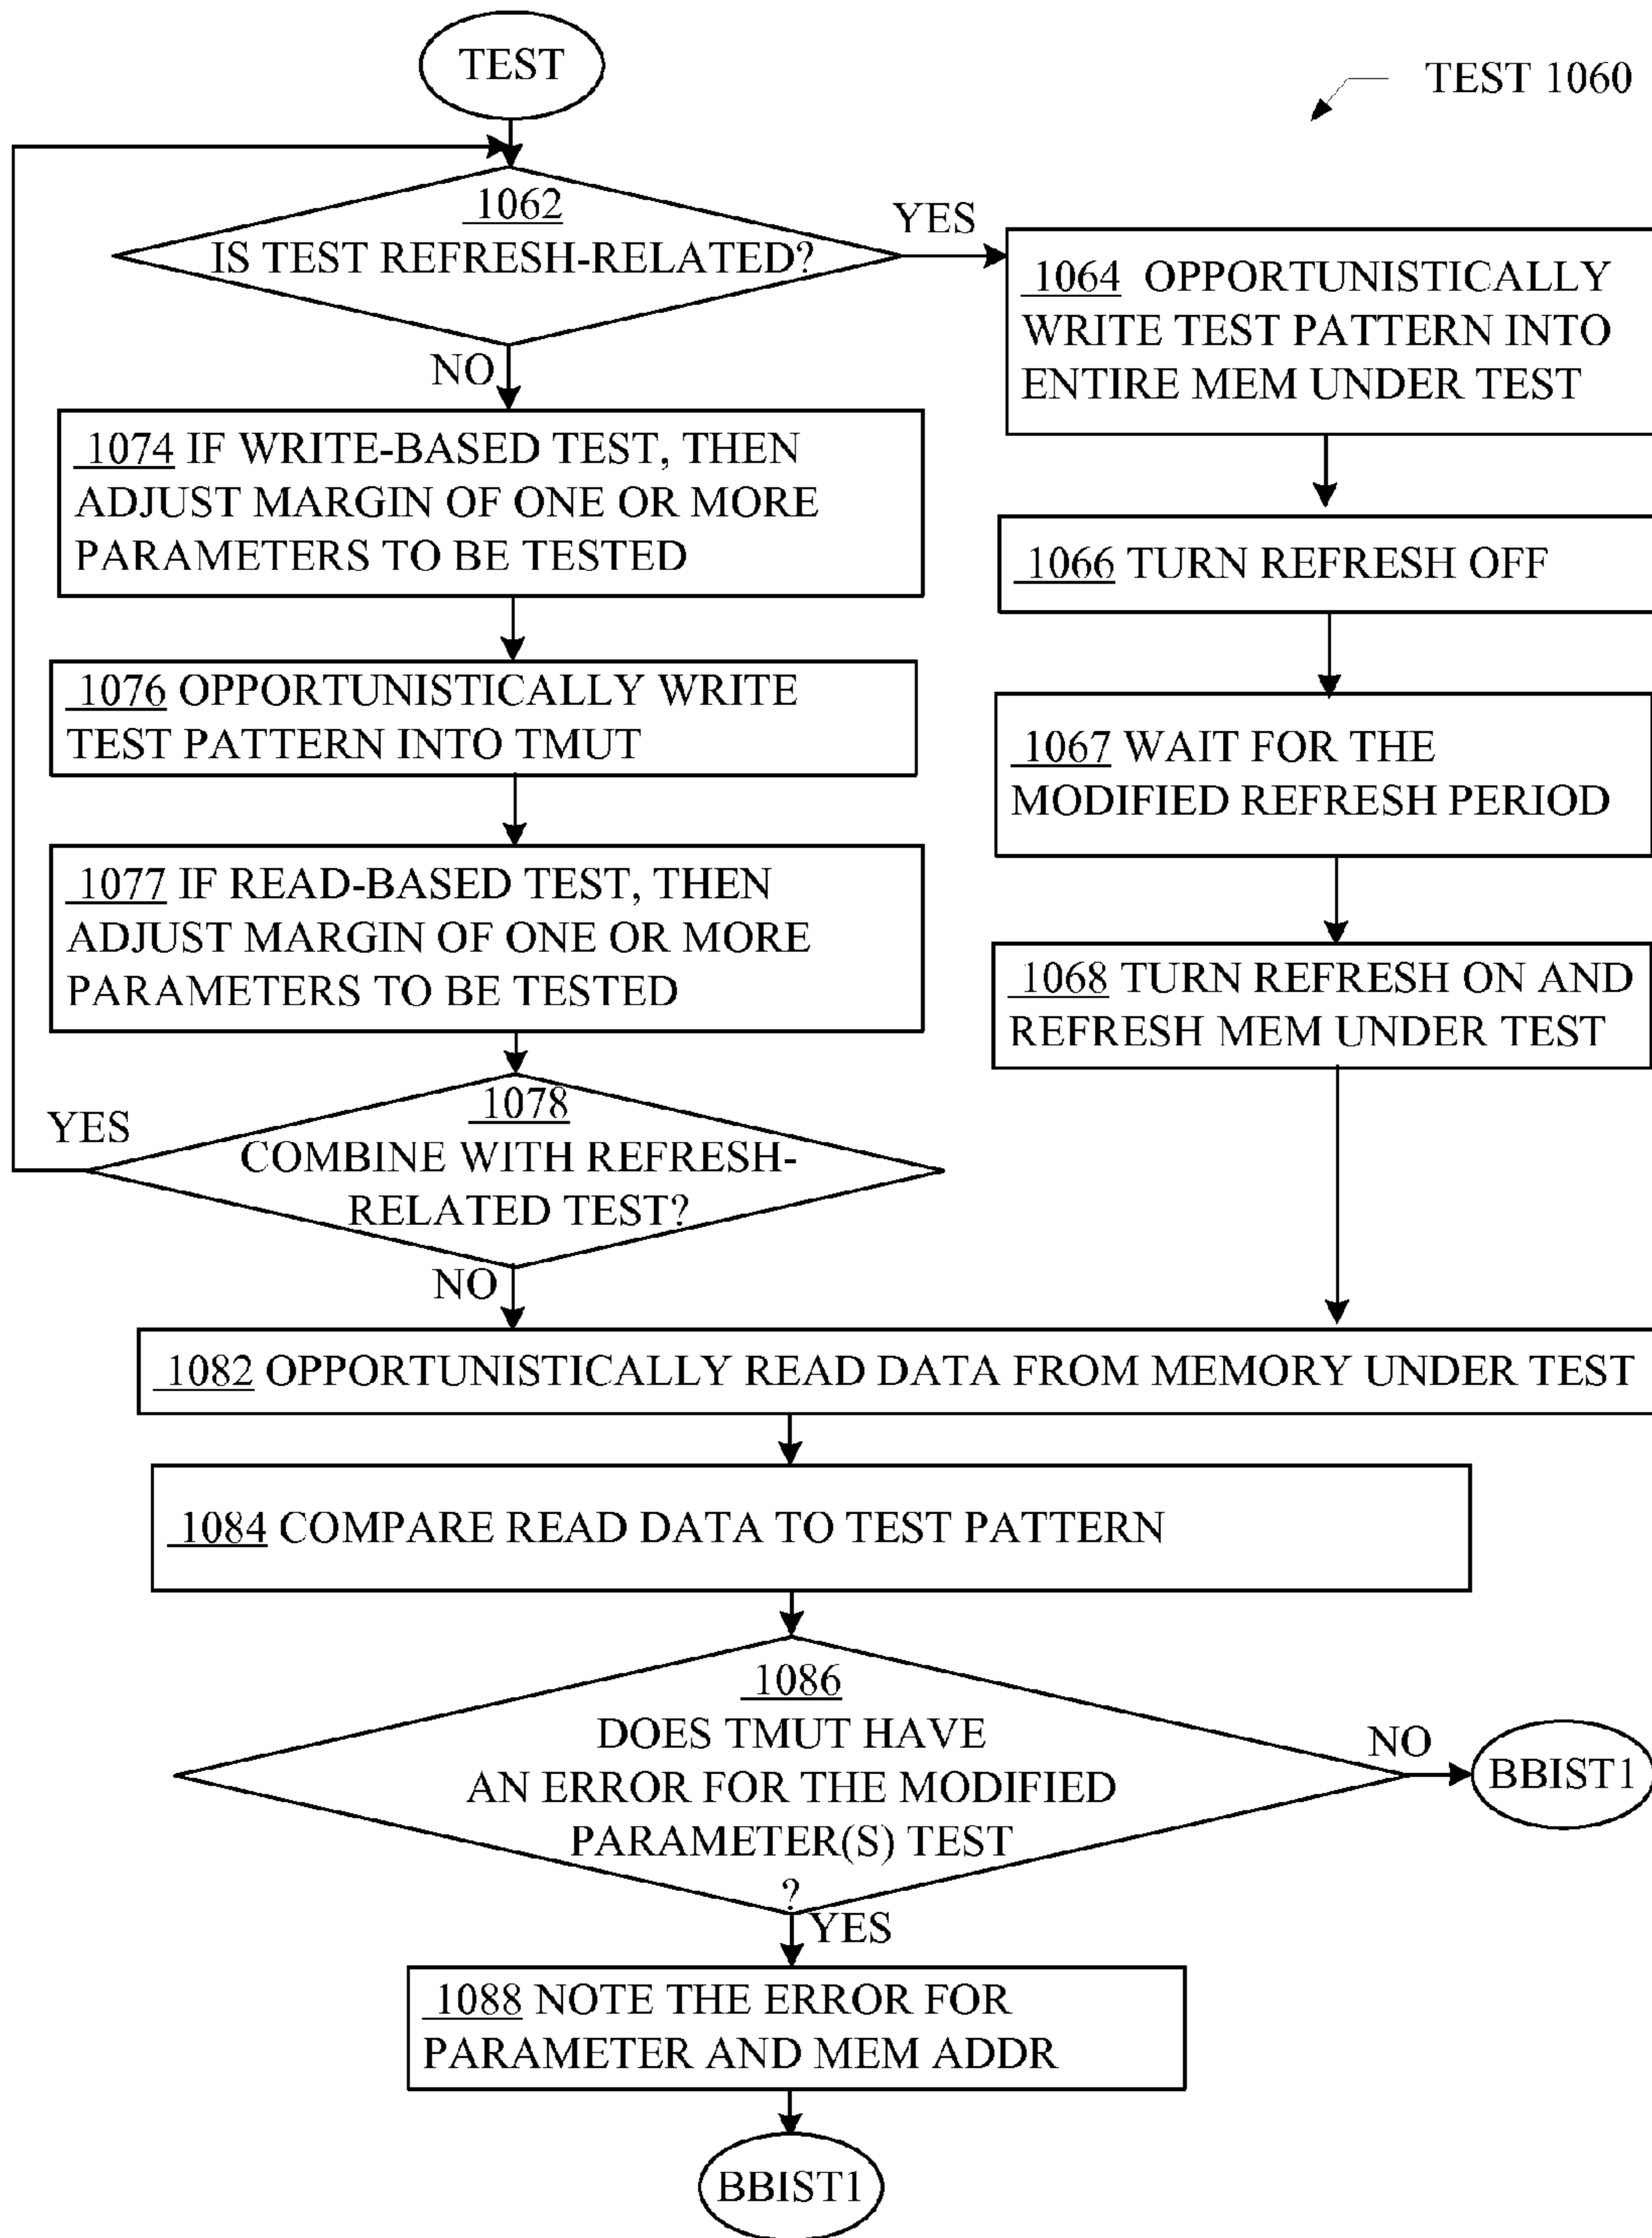 TEST
TEST 1060
1062
IS TEST REFRESH-RELATED?
YES
NO
1064 OPPORTUNISTICALLY
WRITE TEST PATTERN INTO
ENTIRE MEM UNDER TEST
1074 IF WRITE-BASED TEST, THEN
ADJUST MARGIN OF ONE OR MORE
PARAMETERS TO BE TESTED
1066 TURN REFRESH OFF
1076 OPPORTUNISTICALLY WRITE
TEST PATTERN INTO TMUT
1067 WAIT FOR THE
MODIFIED REFRESH PERIOD
1077 IF READ-BASED TEST, THEN
ADJUST MARGIN OF ONE OR MORE
PARAMETERS TO BE TESTED
1068 TURN REFRESH ON AND
REFRESH MEM UNDER TEST
1078
COMBINE WITH REFRESH-
RELATED TEST?
YES
NO
1082 OPPORTUNISTICALLY READ DATA FROM MEMORY UNDER TEST
1084 COMPARE READ DATA TO TEST PATTERN
1086
DOES TMUT HAVE
AN ERROR FOR THE MODIFIED
PARAMETER(S) TEST
?
NO
BBIST1
YES
1088 NOTE THE ERROR FOR
PARAMETER AND MEM ADDR
BBIST1